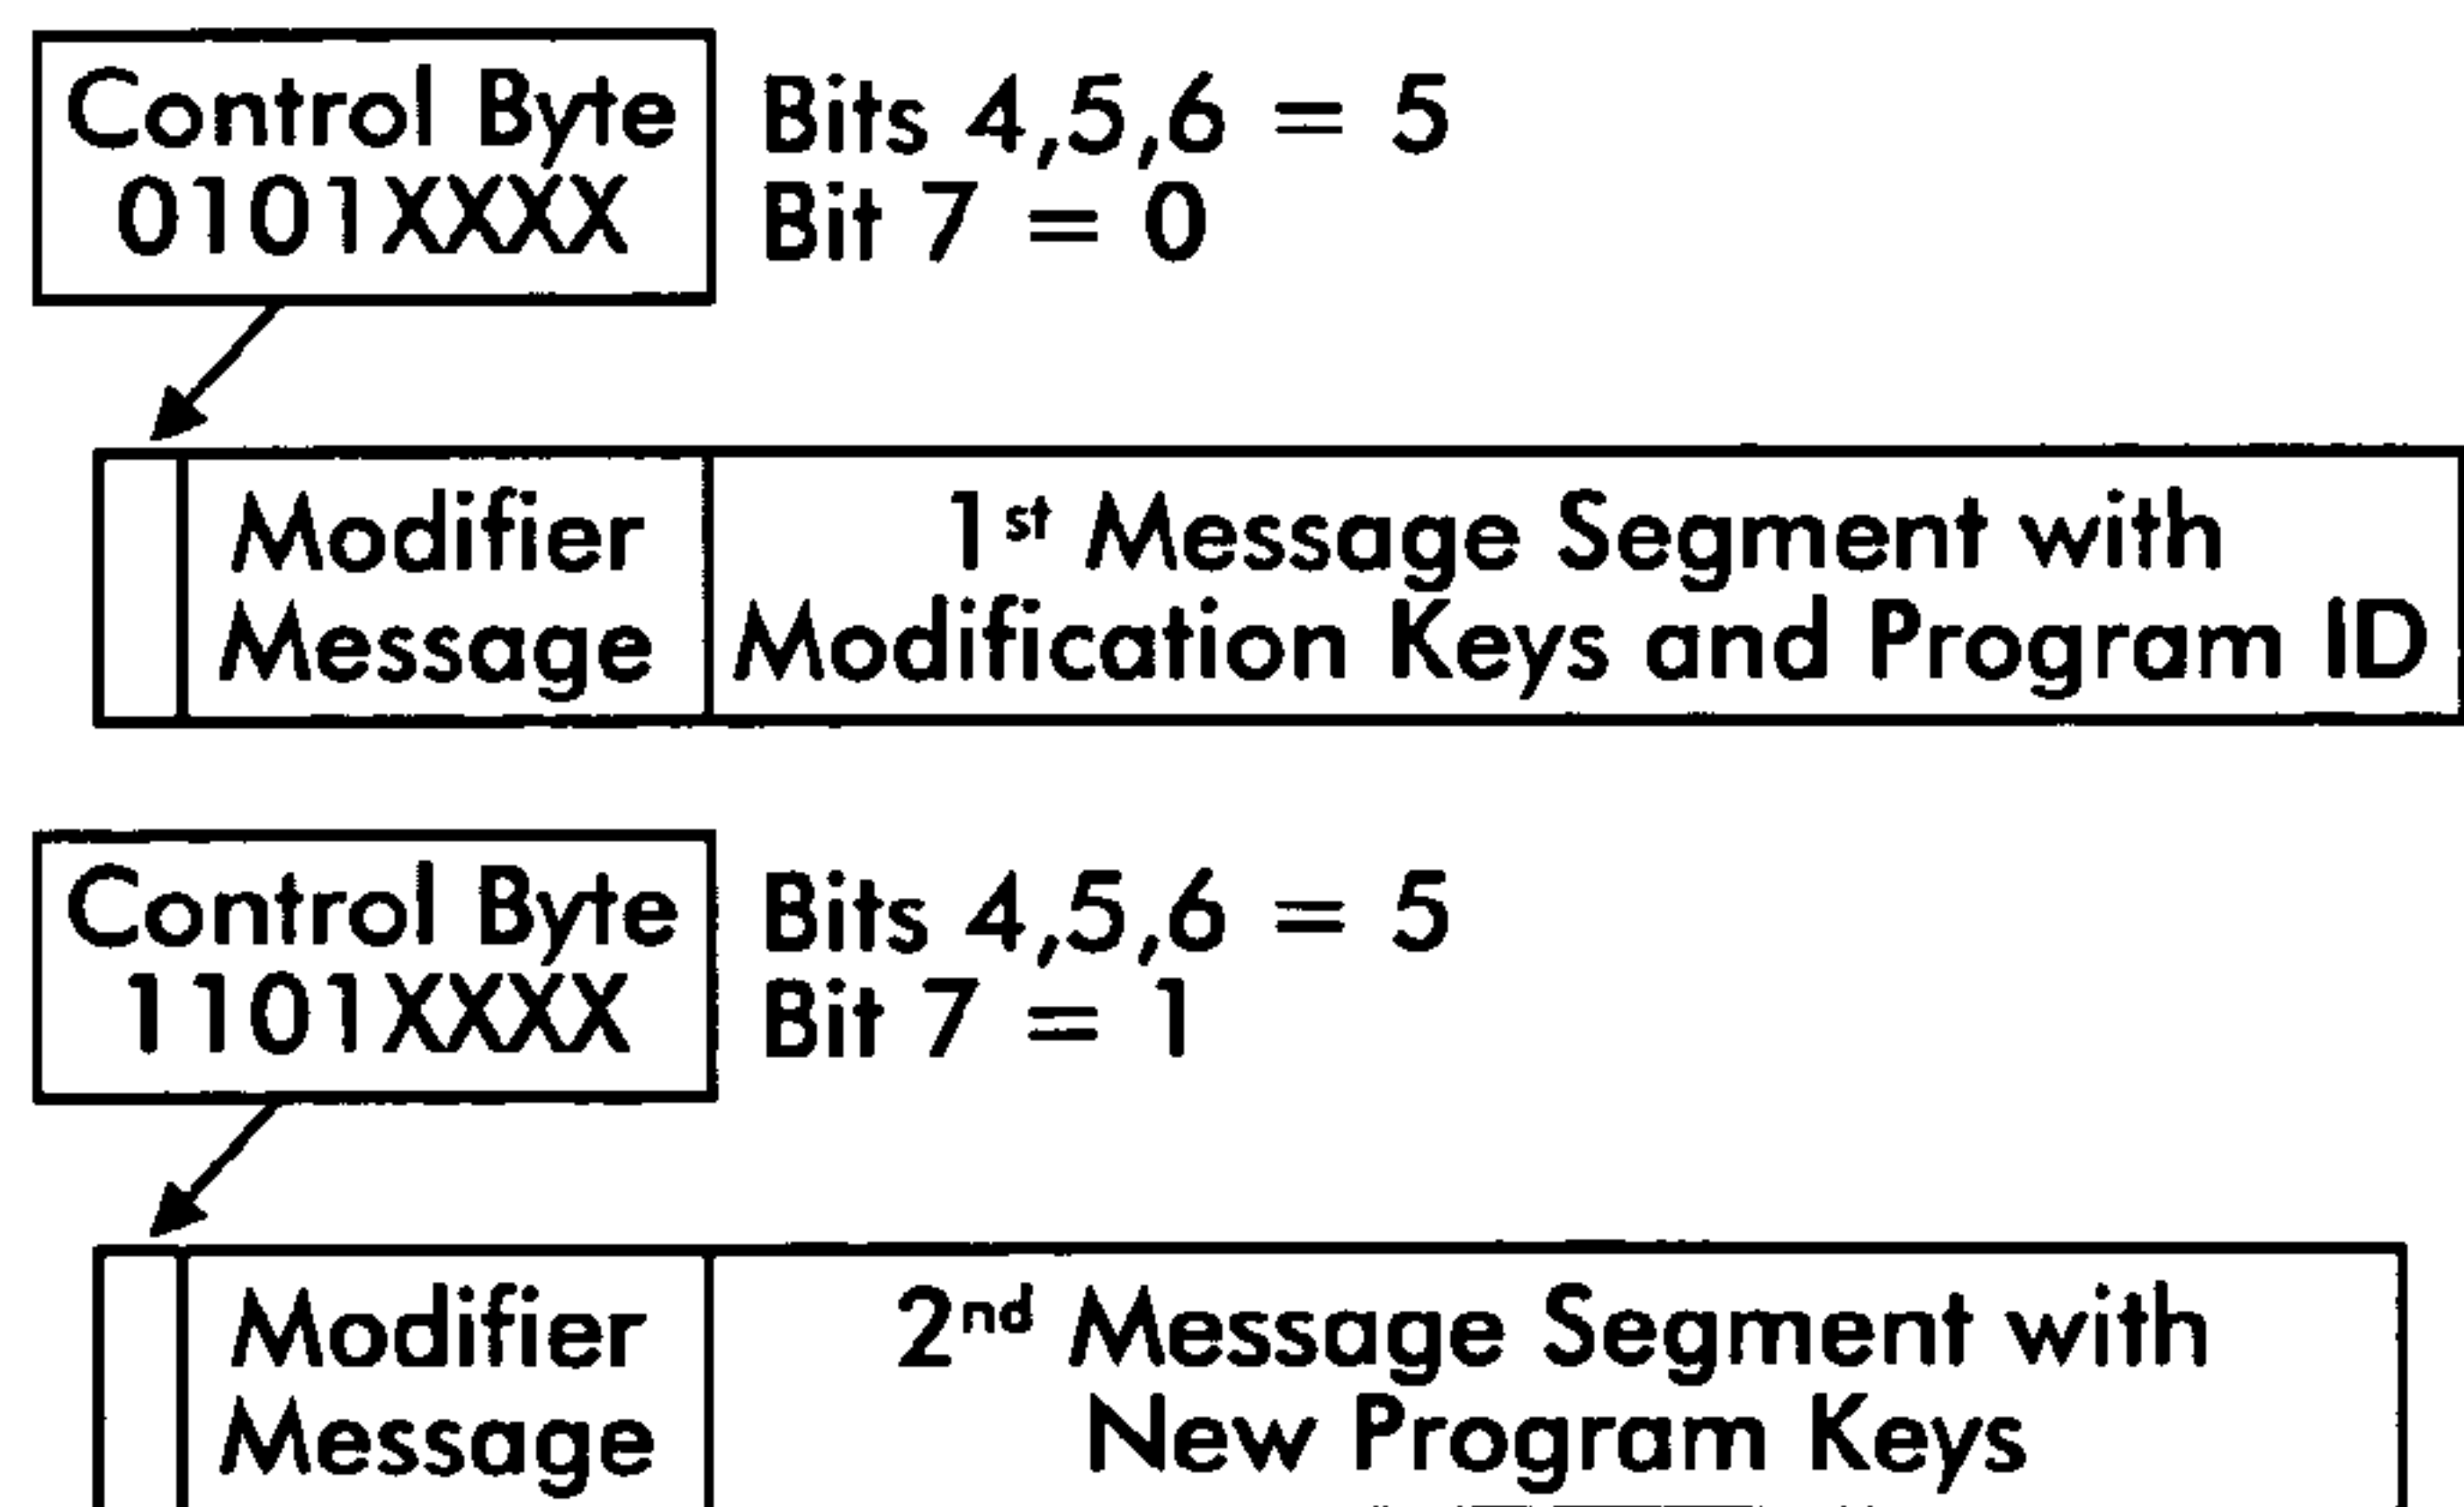 Control Byte
0101XXXX
Bits 4,5,6 = 5
Bit 7 = 0
Modifier
Message
1st Message Segment with
Modification Keys and Program ID
Control Byte
1101XXXX
Bits 4,5,6 = 5
Bit 7 = 1
Modifier
Message
2nd Message Segment with
New Program Keys